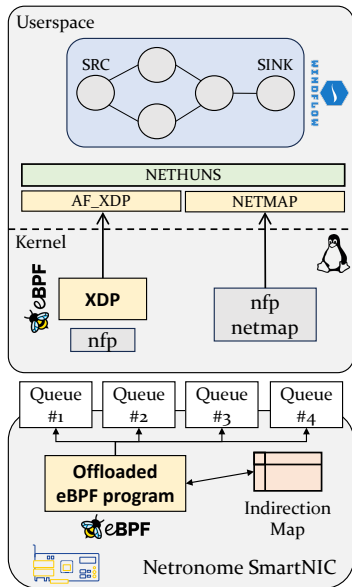 Userspace
SRC
SINK
WINDFLOW
NETHUNS
AF_XDP
NETMAP
Kernel
eBPF
XDP
nfp
nfp
netmap
Queue
#1
Queue
#2
Queue
#3
Queue
#4
Offloaded
eBPF program
eBPF
Indirection
Map
Netronome SmartNIC